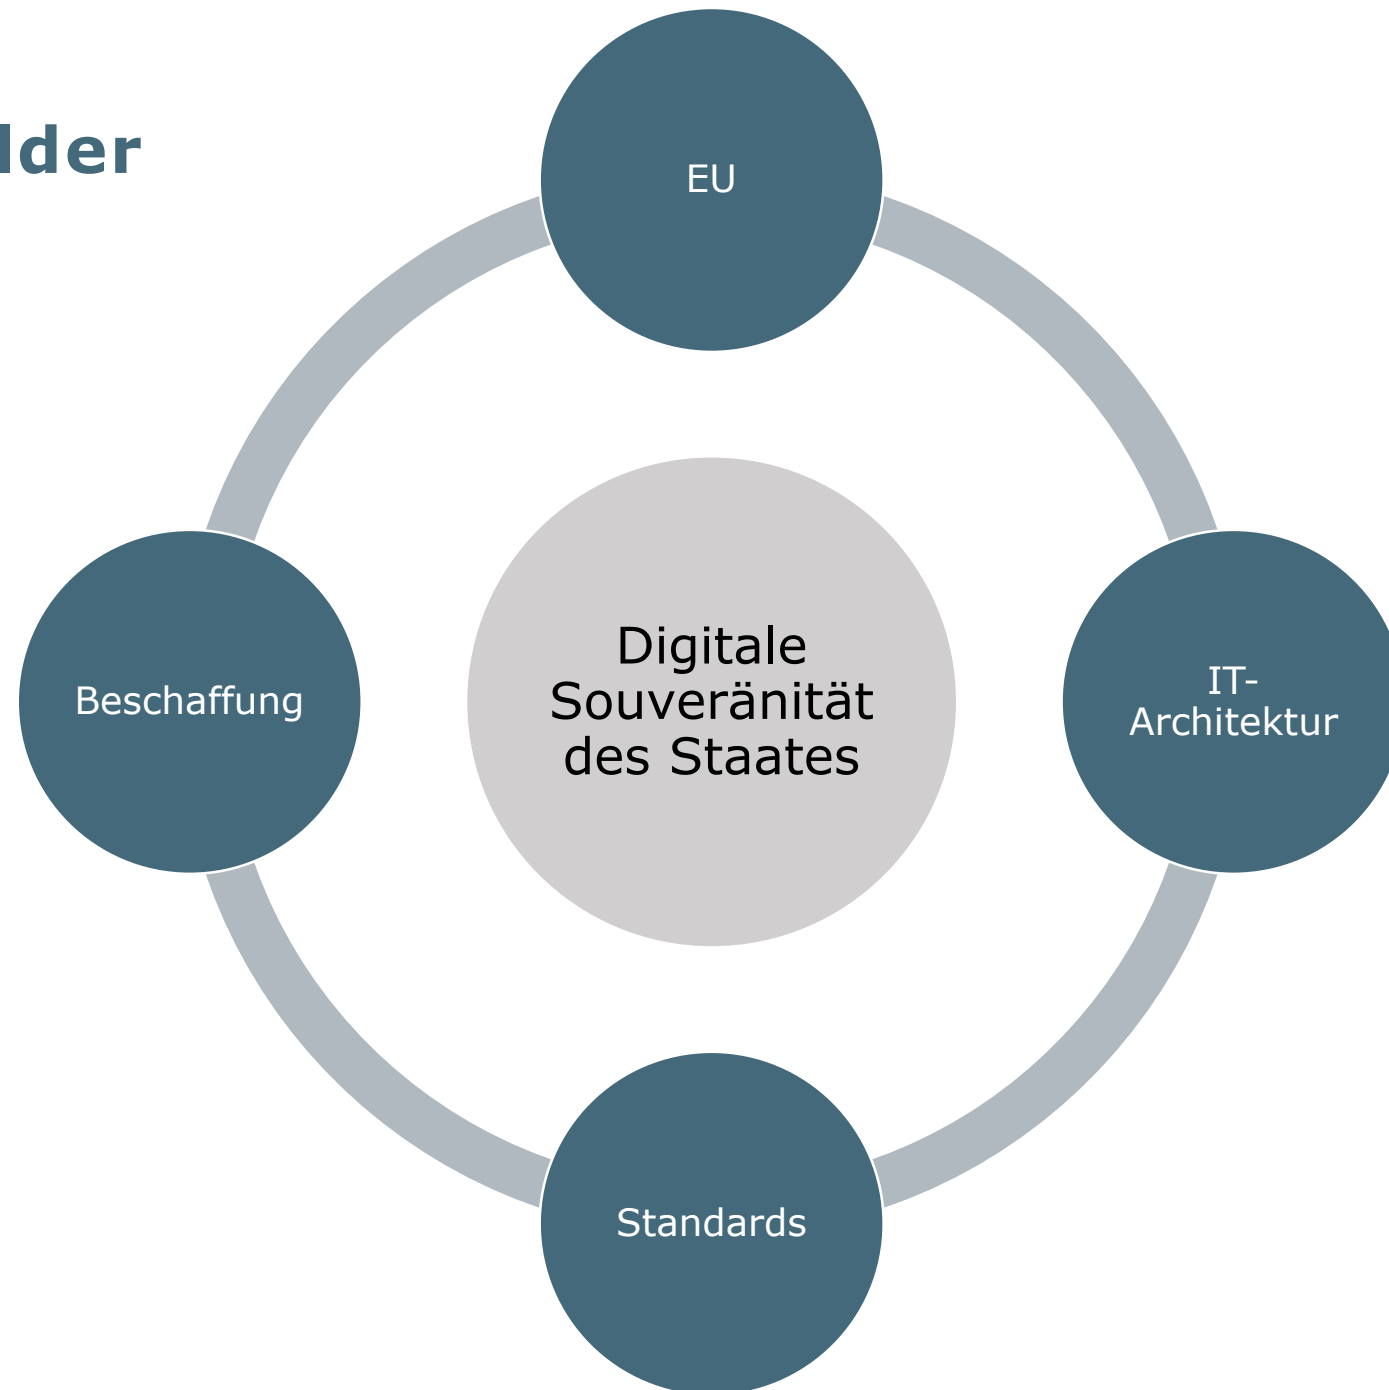 lder
EU
Beschaffung
Digitale
Souveränität
des Staates
IT-
Architektur
Standards